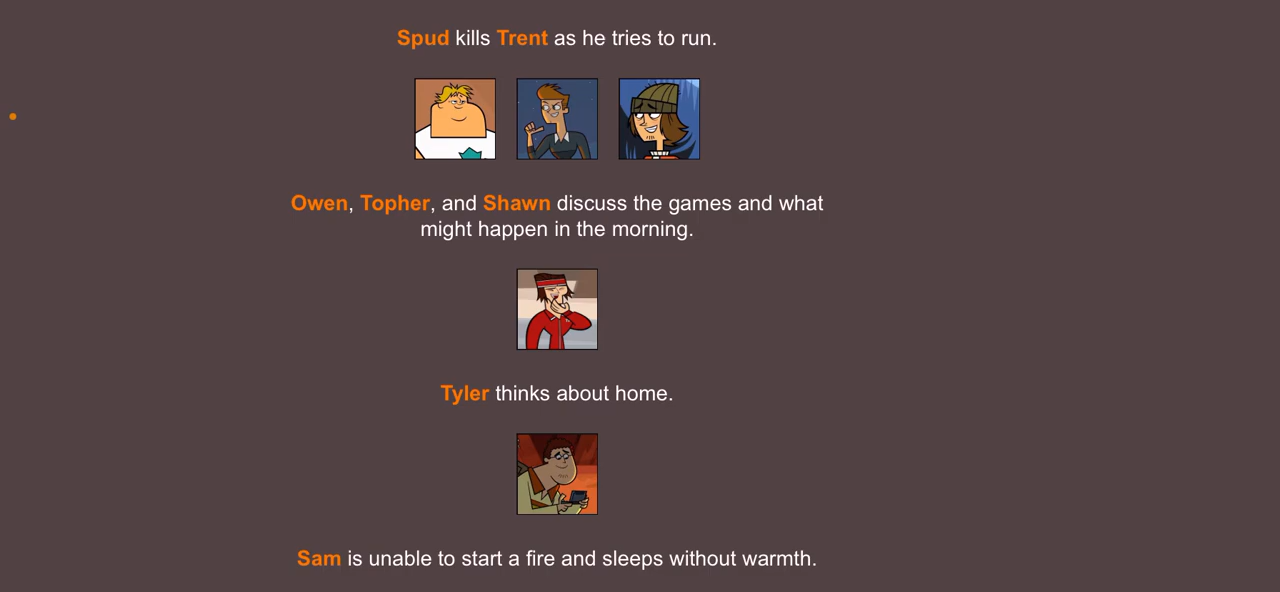 Spud kills Trent as he tries to run.
Owen, Topher, and Shawn discuss the games and what
might happen in the morning.
Tyler thinks about home.
Sam is unable to start a fire and sleeps without warmth.